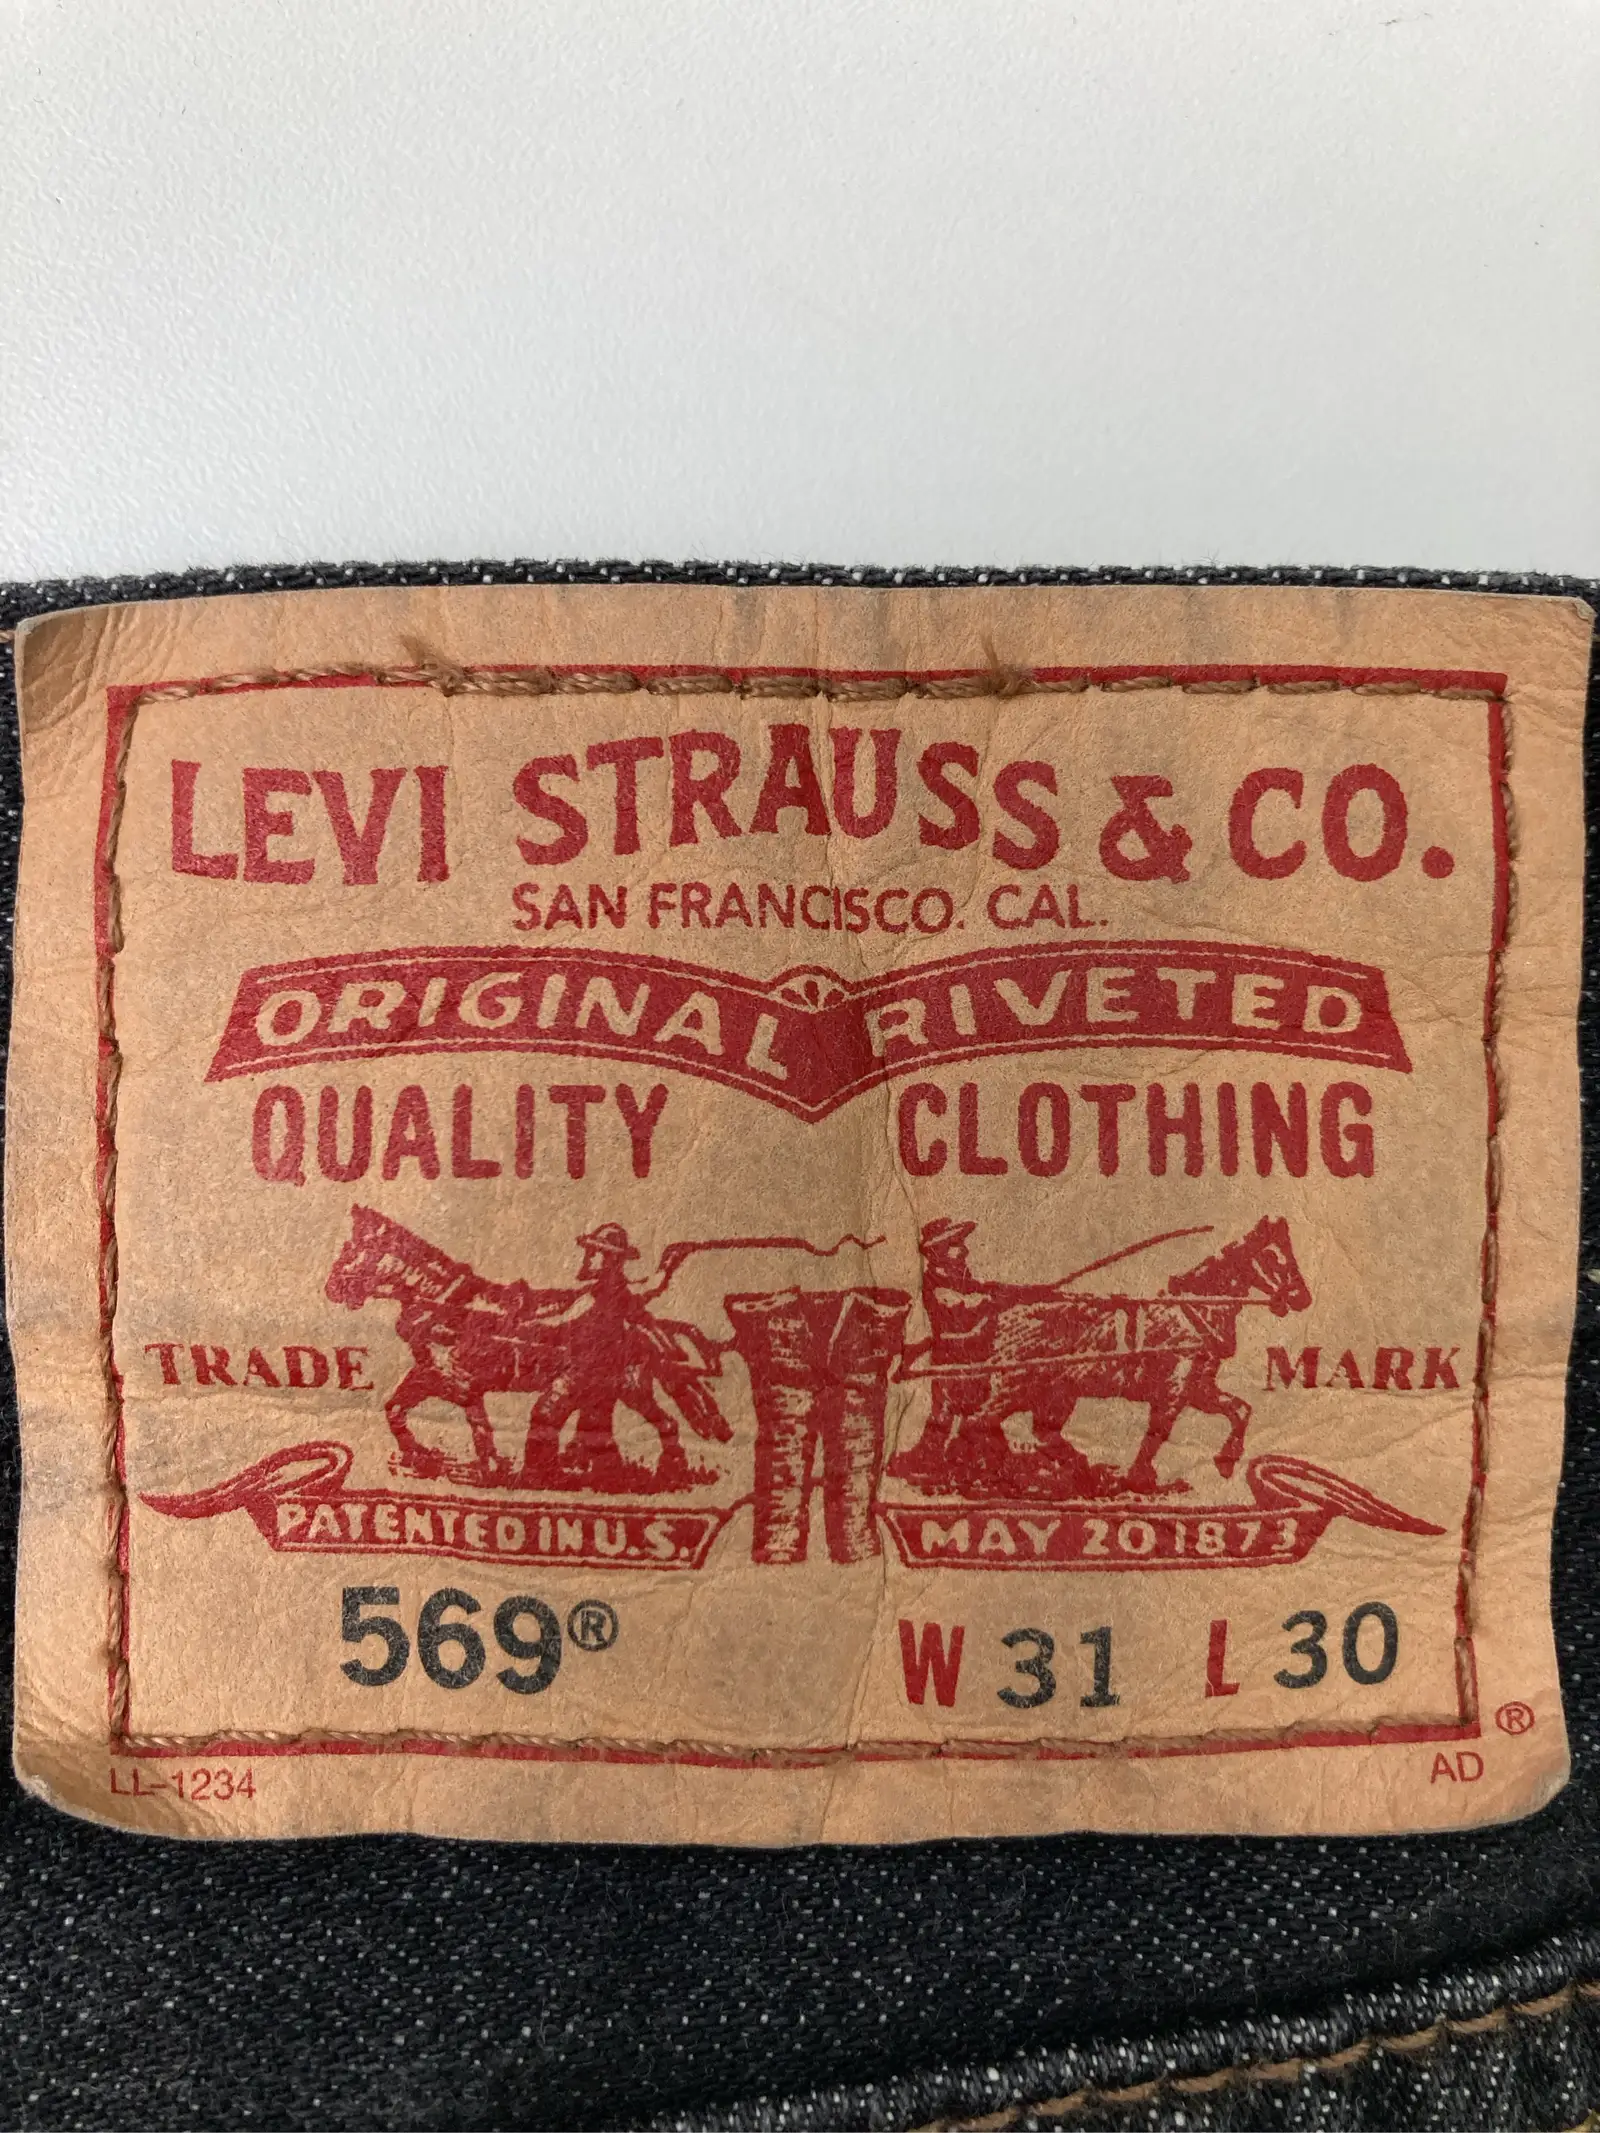 LEVI STRAUSS & CO.
SAN FRANCISCO. CAL.
ORIGINAL RIVETED
QUALITY CLOTHING
TRADE MARK
PATENTED IN U.S. MAY 20 1873
569® W 31 L 30
®
LL-1234 AD